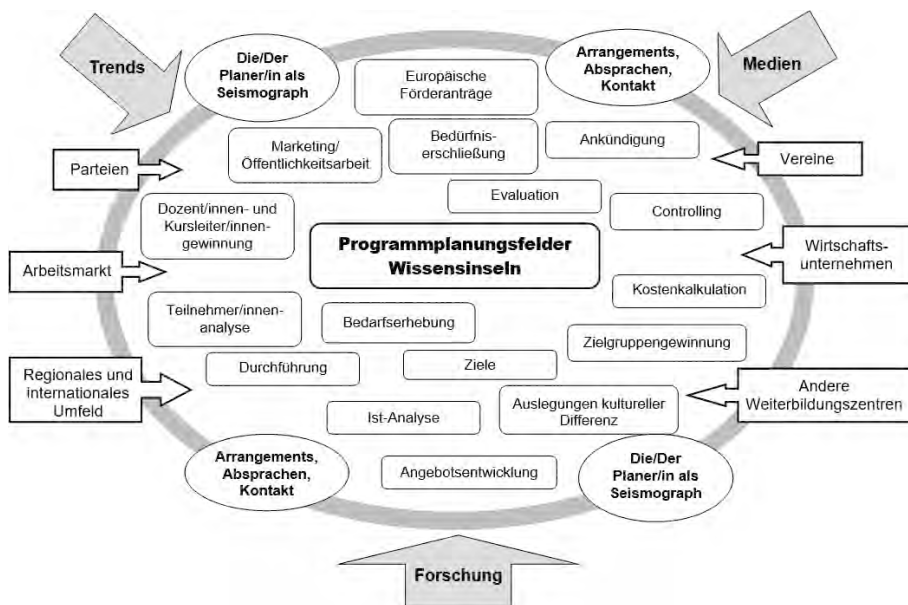 Trends
Die/Der
Planer/in als
Seismograph
Europäische
Förderanträge
Arrangements,
Absprachen,
Kontakt
Medien
Marketing/
Öffentlichkeitsarbeit
Bedürfnis-
erschließung
Ankündigung
Parteien
Vereine
Evaluation
Dozent/innen- und
Kursleiter/innen-
gewinnung
Controlling
Programmplanungsfelder
Wissensinseln
Wirtschafts-
unternehmen
Arbeitsmarkt
Kostenkalkulation
Teilnehmer/innen-
analyse
Bedarfserhebung
Zielgruppengewinnung
Durchführung
Ziele
Regionales und
internationales
Umfeld
Andere
Weiterbildungszentren
Ist-Analyse
Auslegungen kultureller
Differenz
Arrangements,
Absprachen,
Kontakt
Angebotsentwicklung
Die/Der
Planer/in als
Seismograph
Forschung